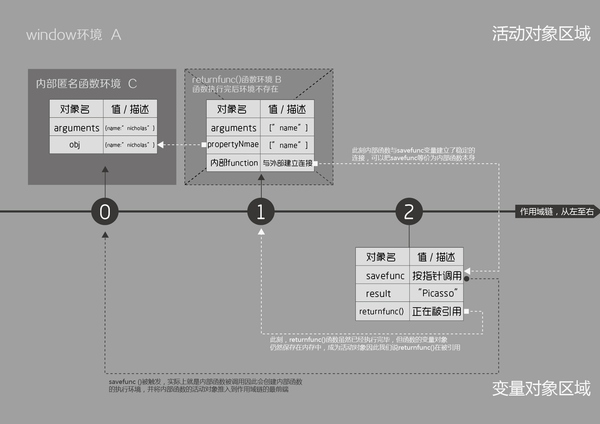 window环境 A
活动对象区域
内部匿名函数环境 C
对象名 值 / 描述
arguments {name:"nicholas"}
obj {name:"nicholas"}
returnfunc()函数环境 B
函数执行完后环境不存在
对象名 值 / 描述
arguments ["name"]
propertyNmae ["name"]
内部function 与外部建立连接
此刻内部函数与savefunc变量建立了稳定的
连接，可以把savefunc等价为内部函数本身
0
1
2
作用域链，从左至右
对象名 值 / 描述
savefunc 按指针调用
result "Picasso"
returnfunc() 正在被引用
此刻，returnfunc()函数虽然已经执行完毕，但函数的变量对象
仍然保存在内存中，成为活动对象因此我们说returnfunc()在被引用
savefunc ()被触发，实际上就是内部函数被调用因此会创建内部函数
的执行环境，并将内部函数的活动对象推入到作用域链的最前端
变量对象区域